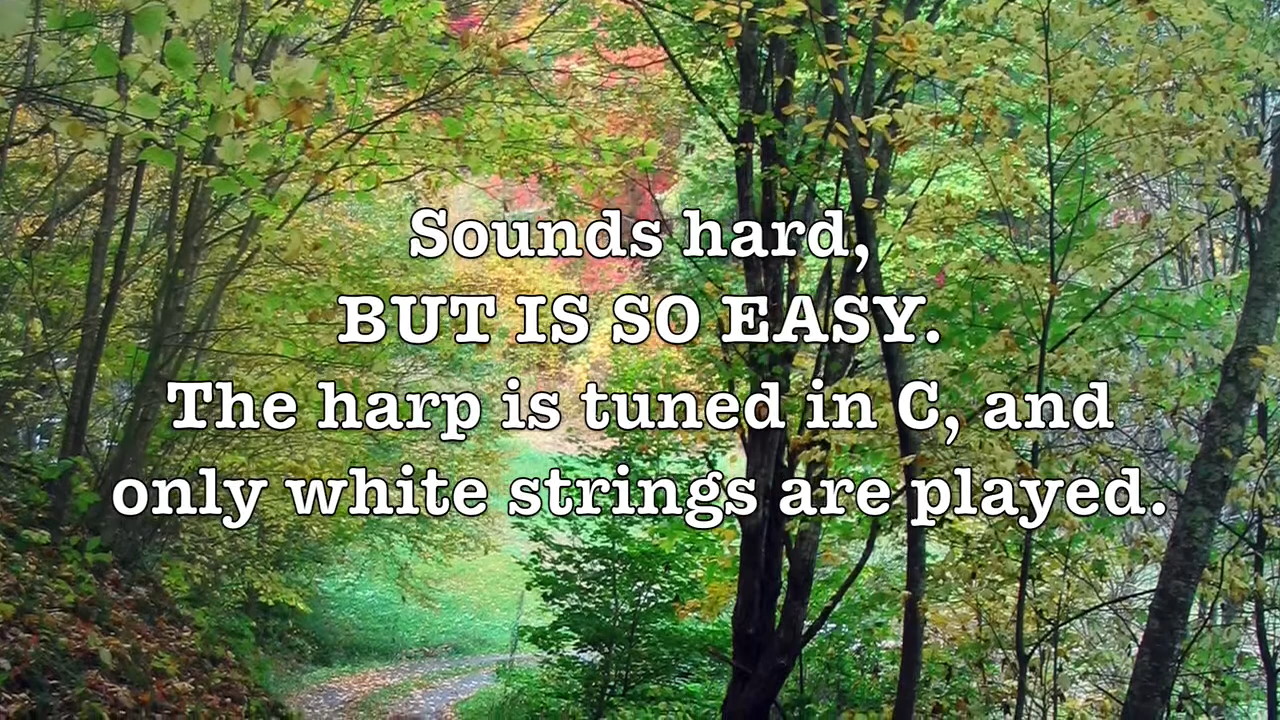 Sounds hard,
BUT IS SO EASY.
The harp is tuned in C, and
only white strings are played.